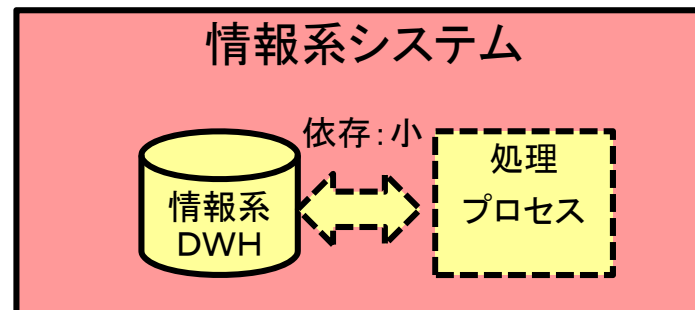 情報系システム
依存：小
処理
プロセス
情報系
DWH